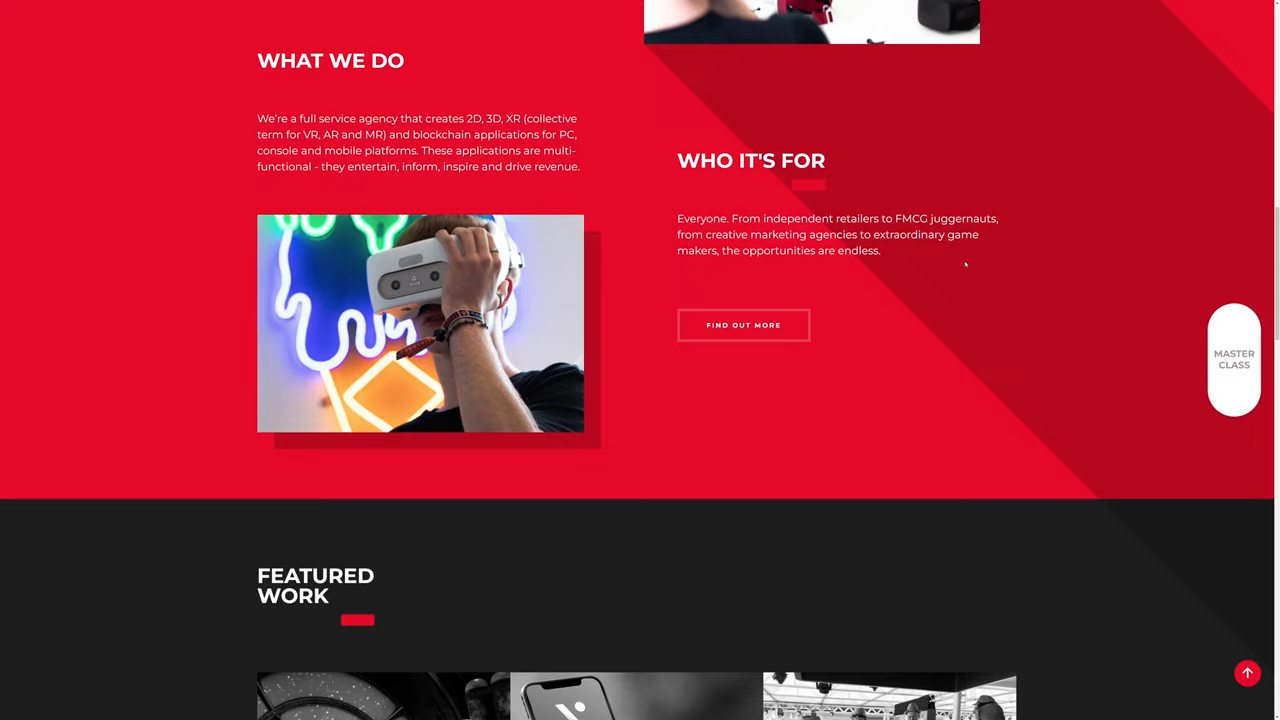 WHAT WE DO
We're a full service agency that creates 2D, 3D, XR (collective
term for VR, AR and MR) and blockchain applications for PC,
console and mobile platforms. These applications are multi-
functional - they entertain, inform, inspire and drive revenue.
WHO IT'S FOR
Everyone. From independent retailers to FMCG juggernauts,
from creative marketing agencies to extraordinary game
makers, the opportunities are endless.
FIND OUT MORE
MASTER
CLASS
FEATURED
WORK